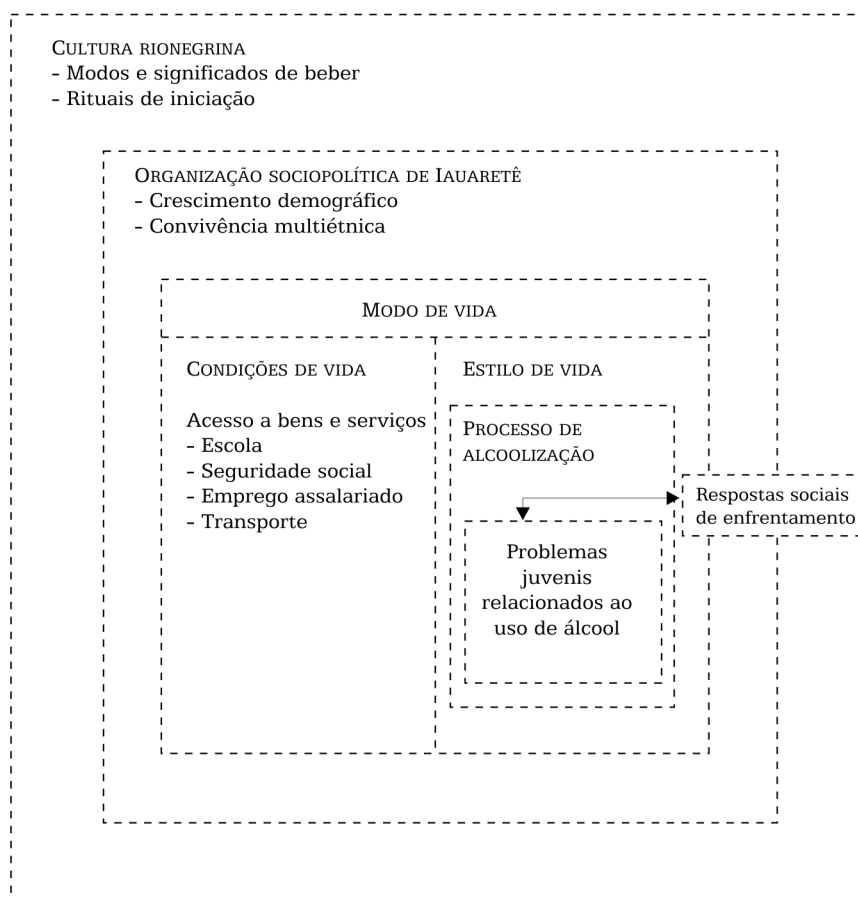 CULTURA RIONEGRINA
- Modos e significados de beber
- Rituais de iniciação
ORGANIZAÇÃO SOCIOPOLÍTICA DE IAUARETÊ
- Crescimento demográfico
- Convivência multiétnica
MODO DE VIDA
CONDIÇÕES DE VIDA
Acesso a bens e serviços
- Escola
- Seguridade social
- Emprego assalariado
- Transporte
ESTILO DE VIDA
PROCESSO DE
ALCOOLIZAÇÃO
Respostas sociais
de enfrentamento
Problemas
juvenis
relacionados ao
uso de álcool